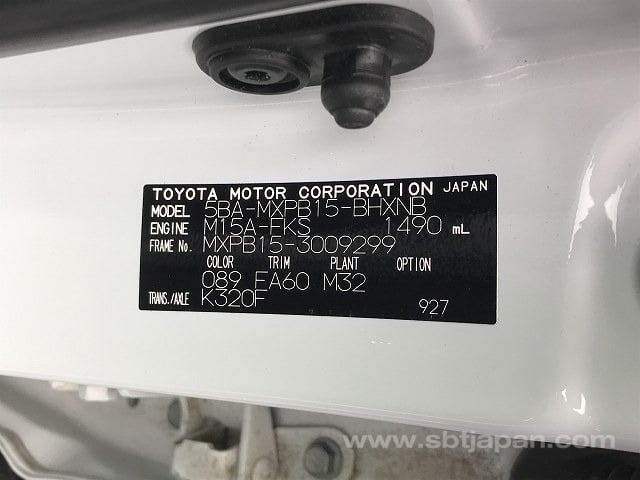 TOYOTA MOTOR CORPORATION JAPAN
MODEL 5BA-MXPB15-BHXNB
ENGINE M15A-FKS 1490 mL
FRAME No. MXPB15-3009299
COLOR TRIM PLANT OPTION
089 EA60 M32
TRANS./AXLE K320F
927
www.sbtjapan.com